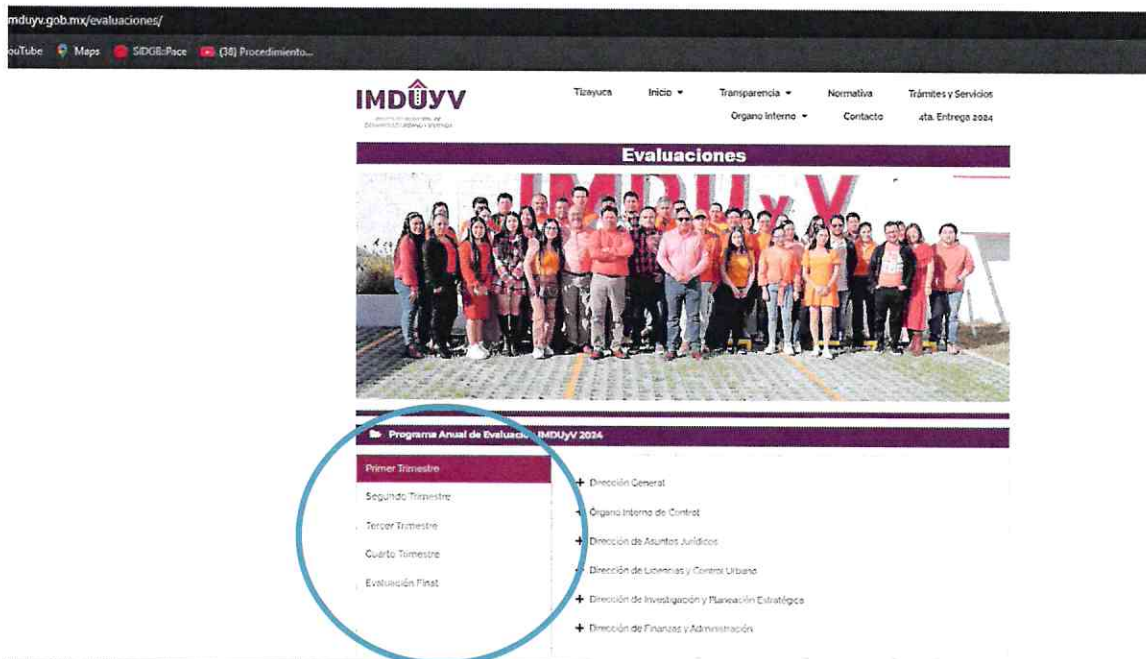 mduyv.gob.mx/evaluaciones/
ouTube Maps SIDGE::Pace (38) Procedimiento...
IMDUyV
Tizayuca Inicio Transparencia Normativa Trámites y Servicios
Órgano Interno Contacto 4ta. Entrega 2024
Evaluaciones
IMDUyV
Programa Anual de Evaluación IMDUyV 2024
Primer Trimestre
Segundo Trimestre
Tercer Trimestre
Cuarto Trimestre
Evaluación Final
+ Dirección General
+ Órgano Interno de Control
+ Dirección de Asuntos Jurídicos
+ Dirección de Licencias y Control Urbano
+ Dirección de Investigación y Planeación Estratégica
+ Dirección de Finanzas y Administración